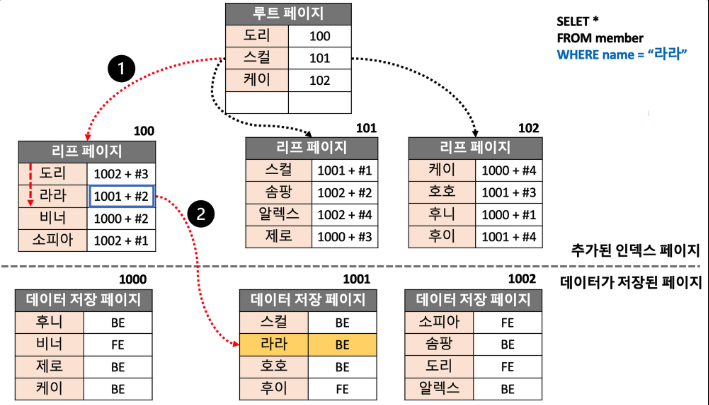 루트 페이지
도리 100
스컬 101
케이 102
SELET *
FROM member
WHERE name = “라라”
1
100
리프 페이지
도리 1002 + #3
라라 1001 + #2
비너 1000 + #2
소피아 1002 + #1
101
리프 페이지
스컬 1001 + #1
솜팡 1002 + #2
알렉스 1002 + #4
제로 1000 + #3
102
리프 페이지
케이 1000 + #4
호호 1001 + #3
후니 1000 + #1
후이 1001 + #4
2
추가된 인덱스 페이지
데이터가 저장된 페이지
1000
데이터 저장 페이지
후니 BE
비너 FE
제로 BE
케이 BE
1001
데이터 저장 페이지
스컬 BE
라라 BE
호호 BE
후이 FE
1002
데이터 저장 페이지
소피아 FE
솜팡 BE
도리 FE
알렉스 BE